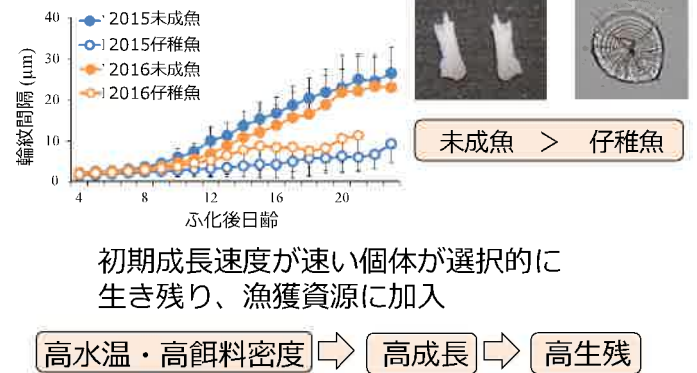 40
30
20
10
0
輪紋間隔 (μm)
2015未成魚
2015仔稚魚
2016未成魚
2016仔稚魚
4 8 12 16 20
ふ化後日齢
未成魚 > 仔稚魚
初期成長速度が速い個体が選択的に
生き残り、漁獲資源に加入
高水温・高餌料密度 ⇨ 高成長 ⇨ 高生残